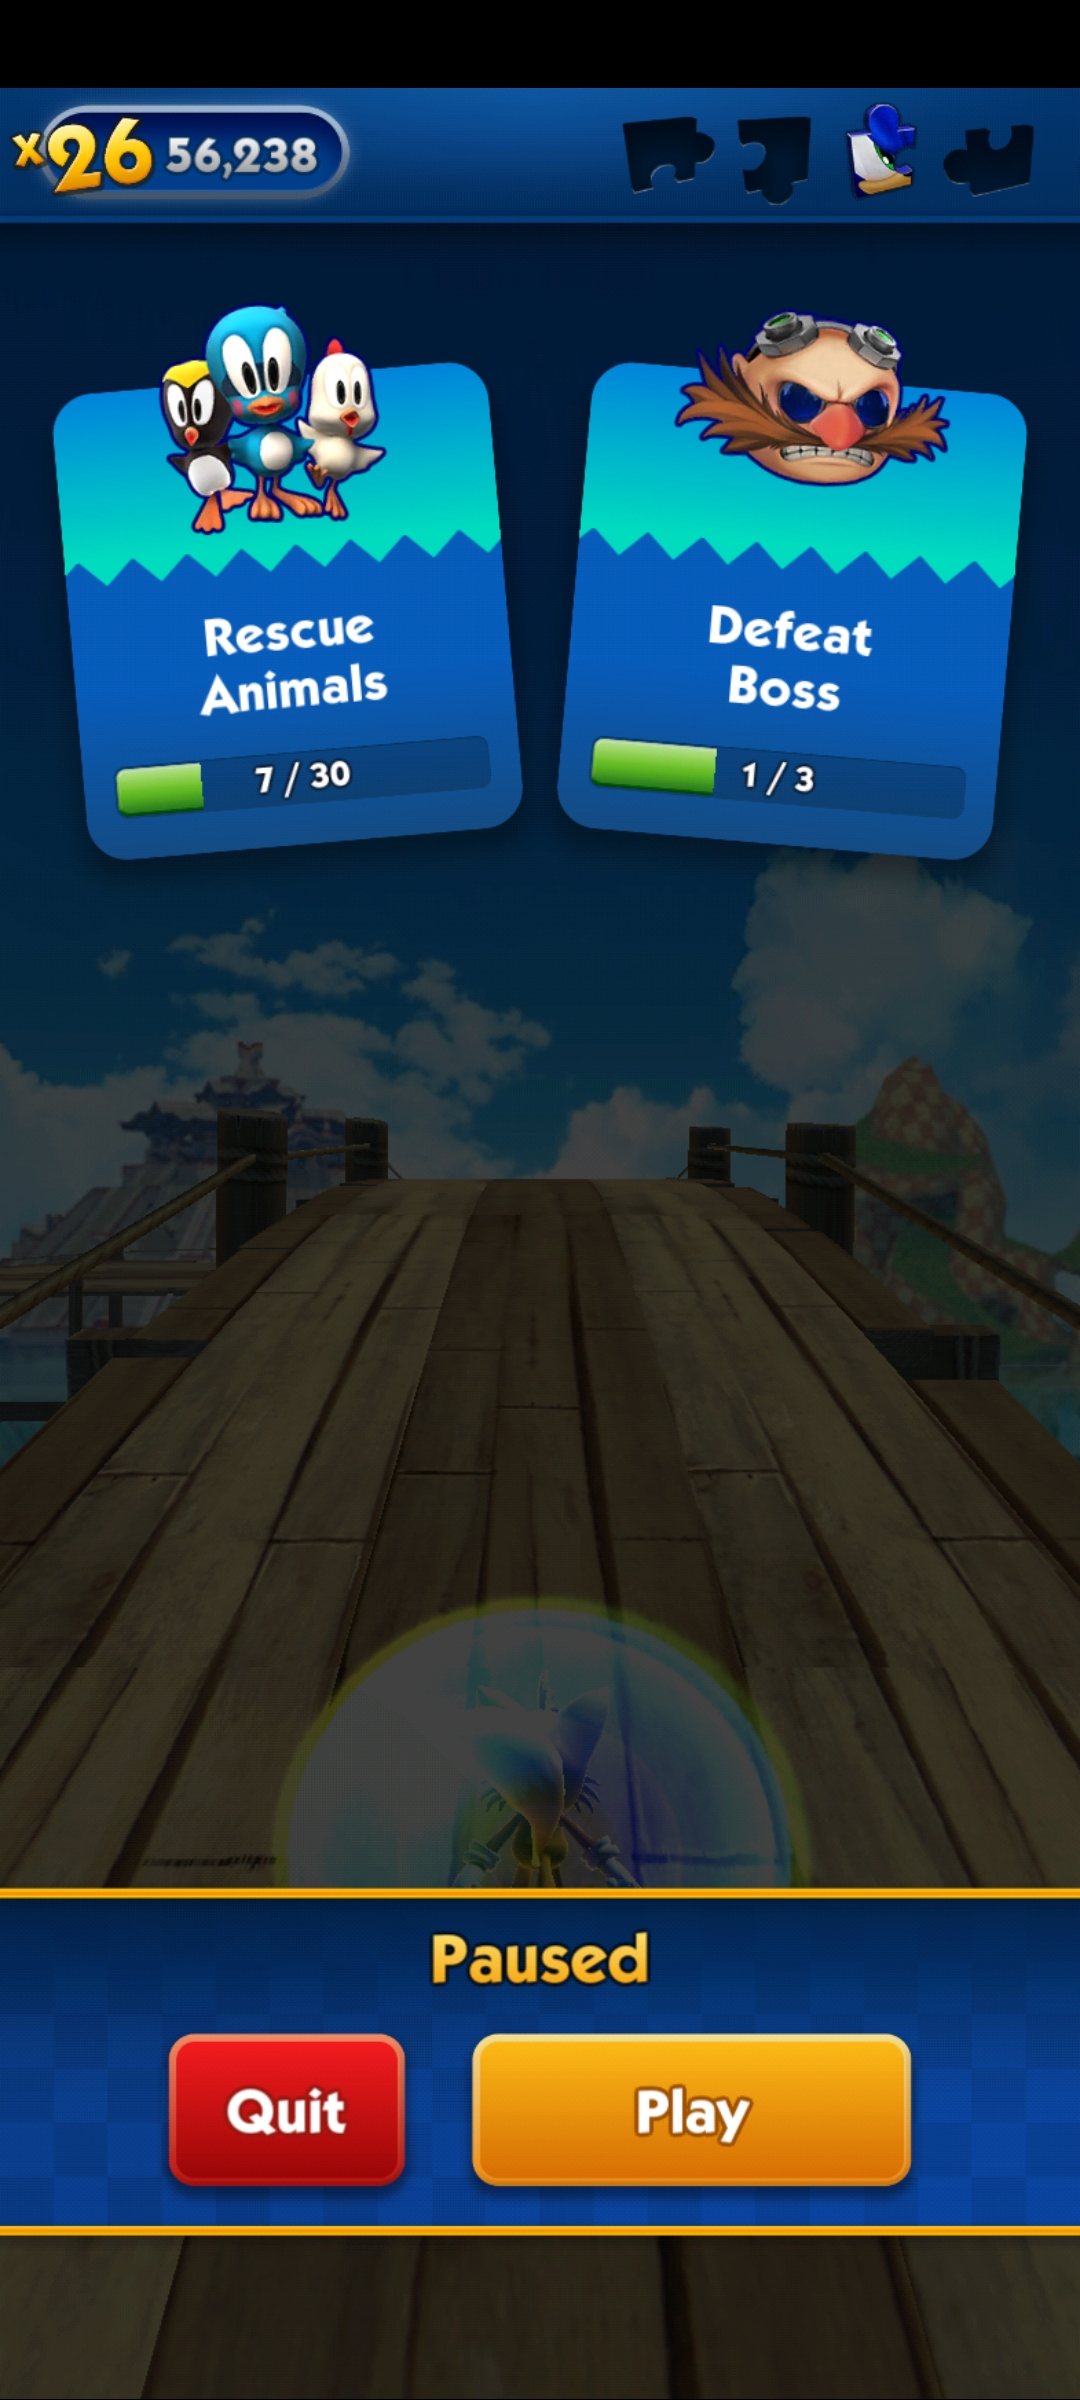 x26 56,238
Rescue
Animals
7 / 30
Defeat
Boss
1 / 3
Paused
Quit
Play